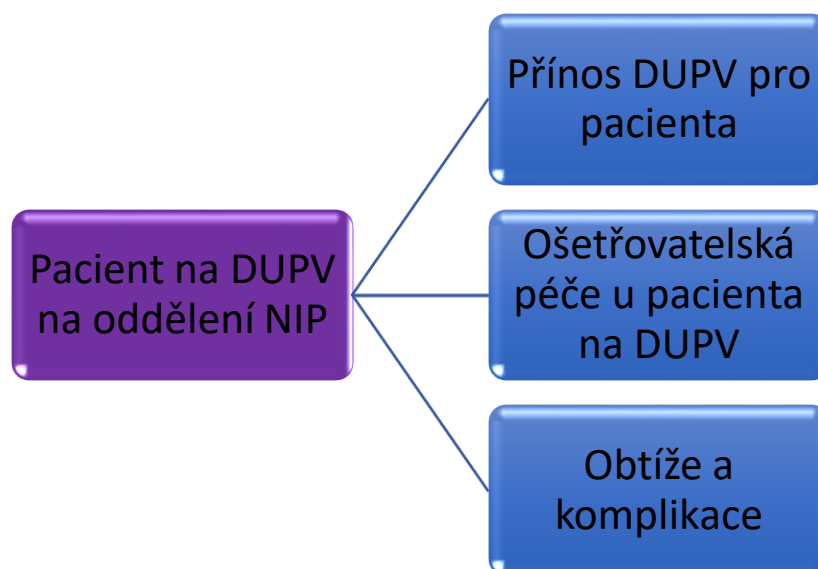 Přínos DUPV pro
pacienta
Pacient na DUPV
na oddělení NIP
Ošetřovatelská
péče u pacienta
na DUPV
Obtíže a
komplikace